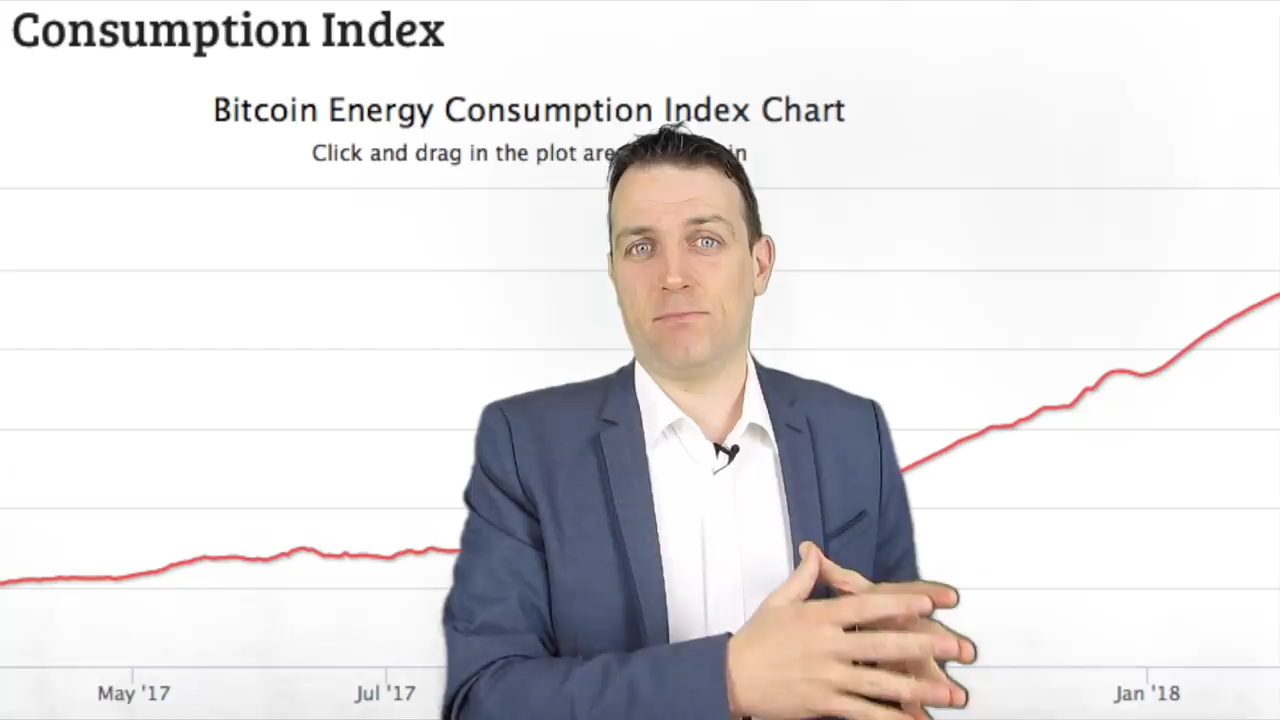 Consumption Index
Bitcoin Energy Consumption Index Chart
Click and drag in the plot in
May '17
Jul '17
Jan '18